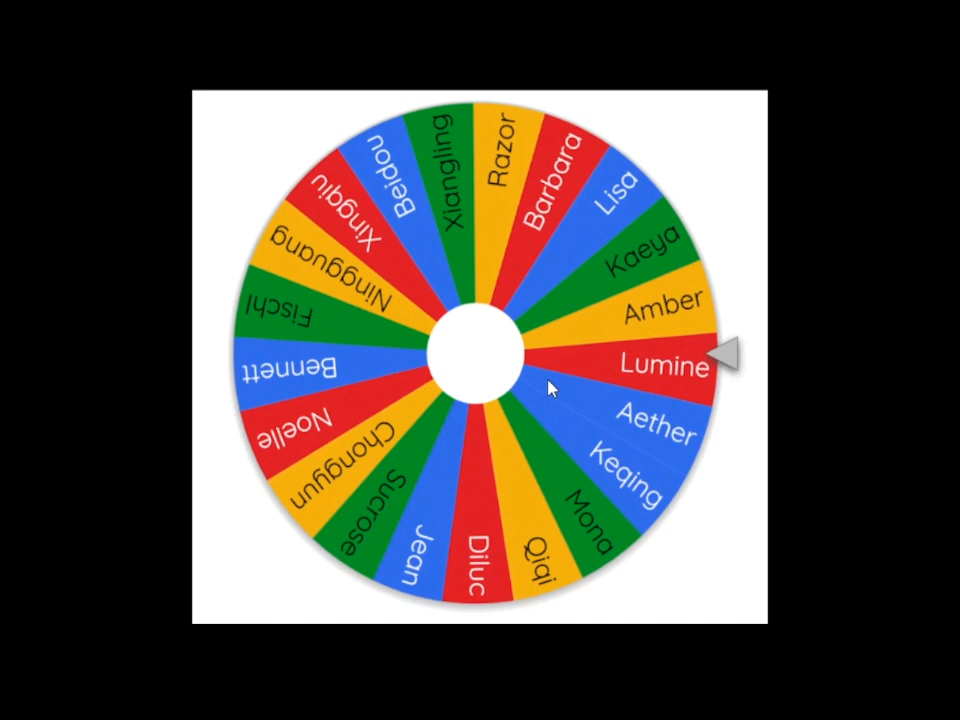 Razor
Barbara
Lisa
Kaeya
Amber
Lumine
Aether
Keqing
Mona
Qiqi
Diluc
Jean
Sucrose
Chongyun
Noelle
Bennett
Fischl
Ningguang
Xingqiu
Beidou
Xiangling